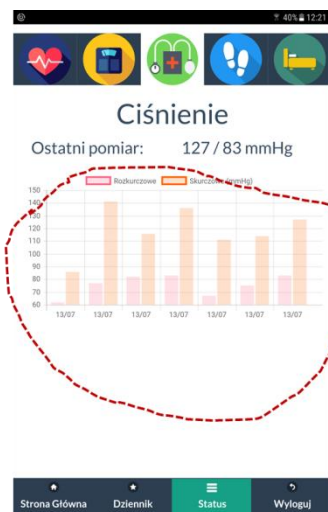 40% 12:21
Ciśnienie
Ostatni pomiar: 127 / 83 mmHg
Rozkurczowe Skurczowe (mmHg)
150
140
130
120
110
100
90
80
70
60
13/07 13/07 13/07 13/07 13/07 13/07 13/07
Strona Główna Dziennik Status Wyloguj